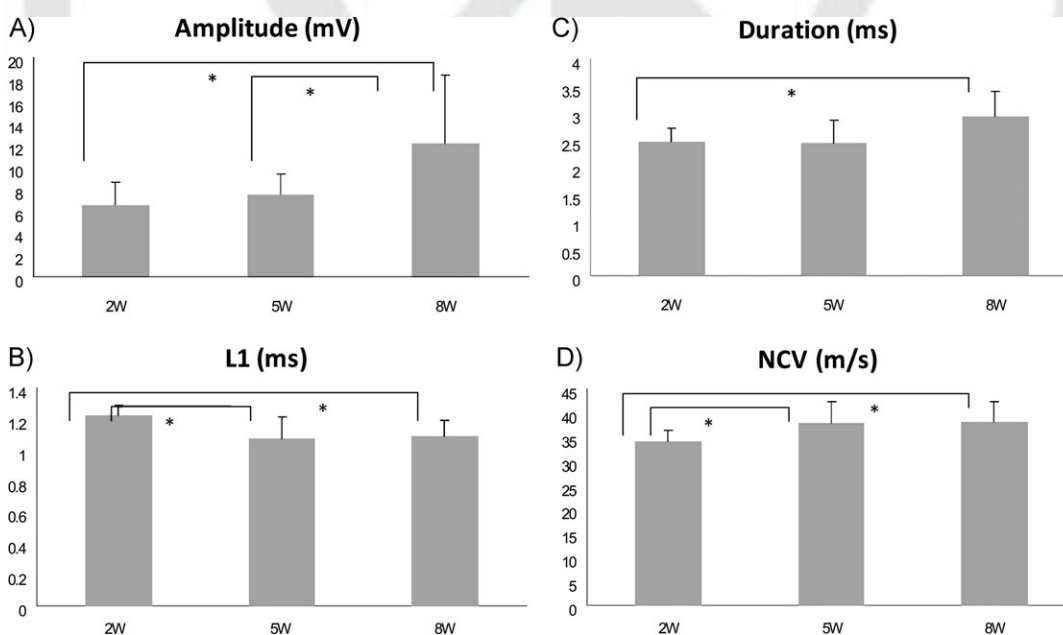 A)
Amplitude (mV)
20
18
16
14
12
10
8
6
4
2
0
*
*
2W
5W
8W
C)
Duration (ms)
4
3.5
3
2.5
2
1.5
1
0.5
0
*
2W
5W
8W
B)
L1 (ms)
1.4
1.2
1
0.8
0.6
0.4
0.2
0
*
*
2W
5W
8W
D)
NCV (m/s)
45
40
35
30
25
20
15
10
5
0
*
*
2W
5W
8W